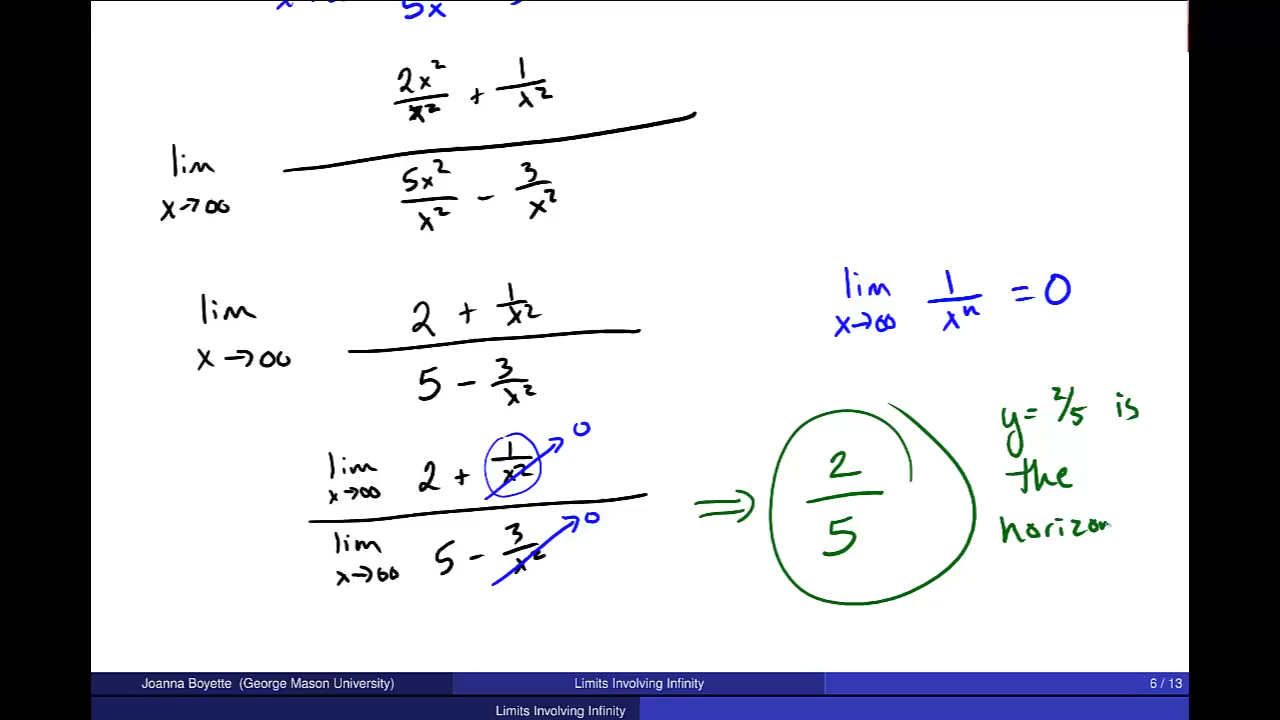 5x
lim x→∞ (2x²/x² + 1/x²) / (5x²/x² - 3/x²)
lim x→∞ (2 + 1/x²) / (5 - 3/x²)
lim x→∞ 1/xⁿ = 0
lim x→∞ 2 + 1/x² → 0
lim x→∞ 5 - 3/x² → 0
⇒ 2/5
y = 2/5 is
the
horizon
Joanna Boyette (George Mason University) Limits Involving Infinity 6 / 13
Limits Involving Infinity